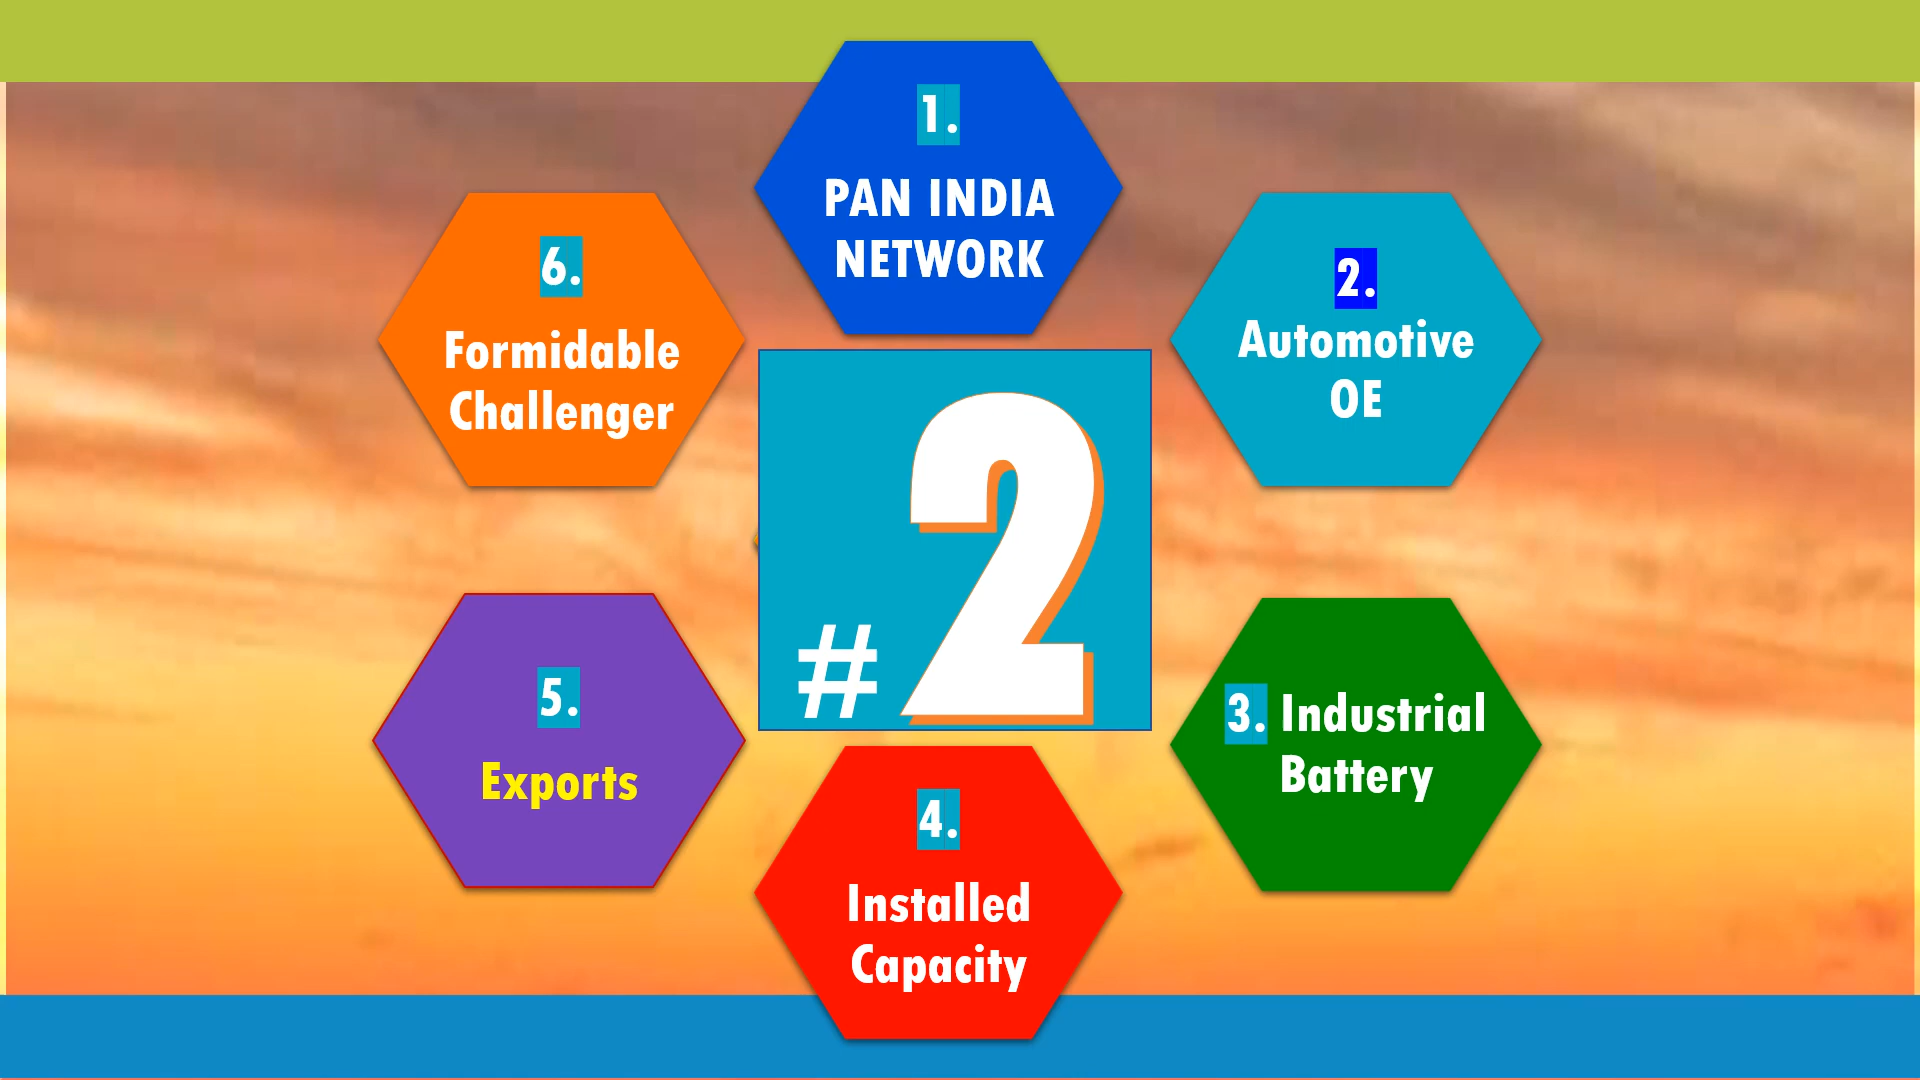 1.
PAN INDIA
NETWORK
2.
Automotive
OE
3. Industrial
Battery
4.
Installed
Capacity
5.
Exports
6.
Formidable
Challenger
#2